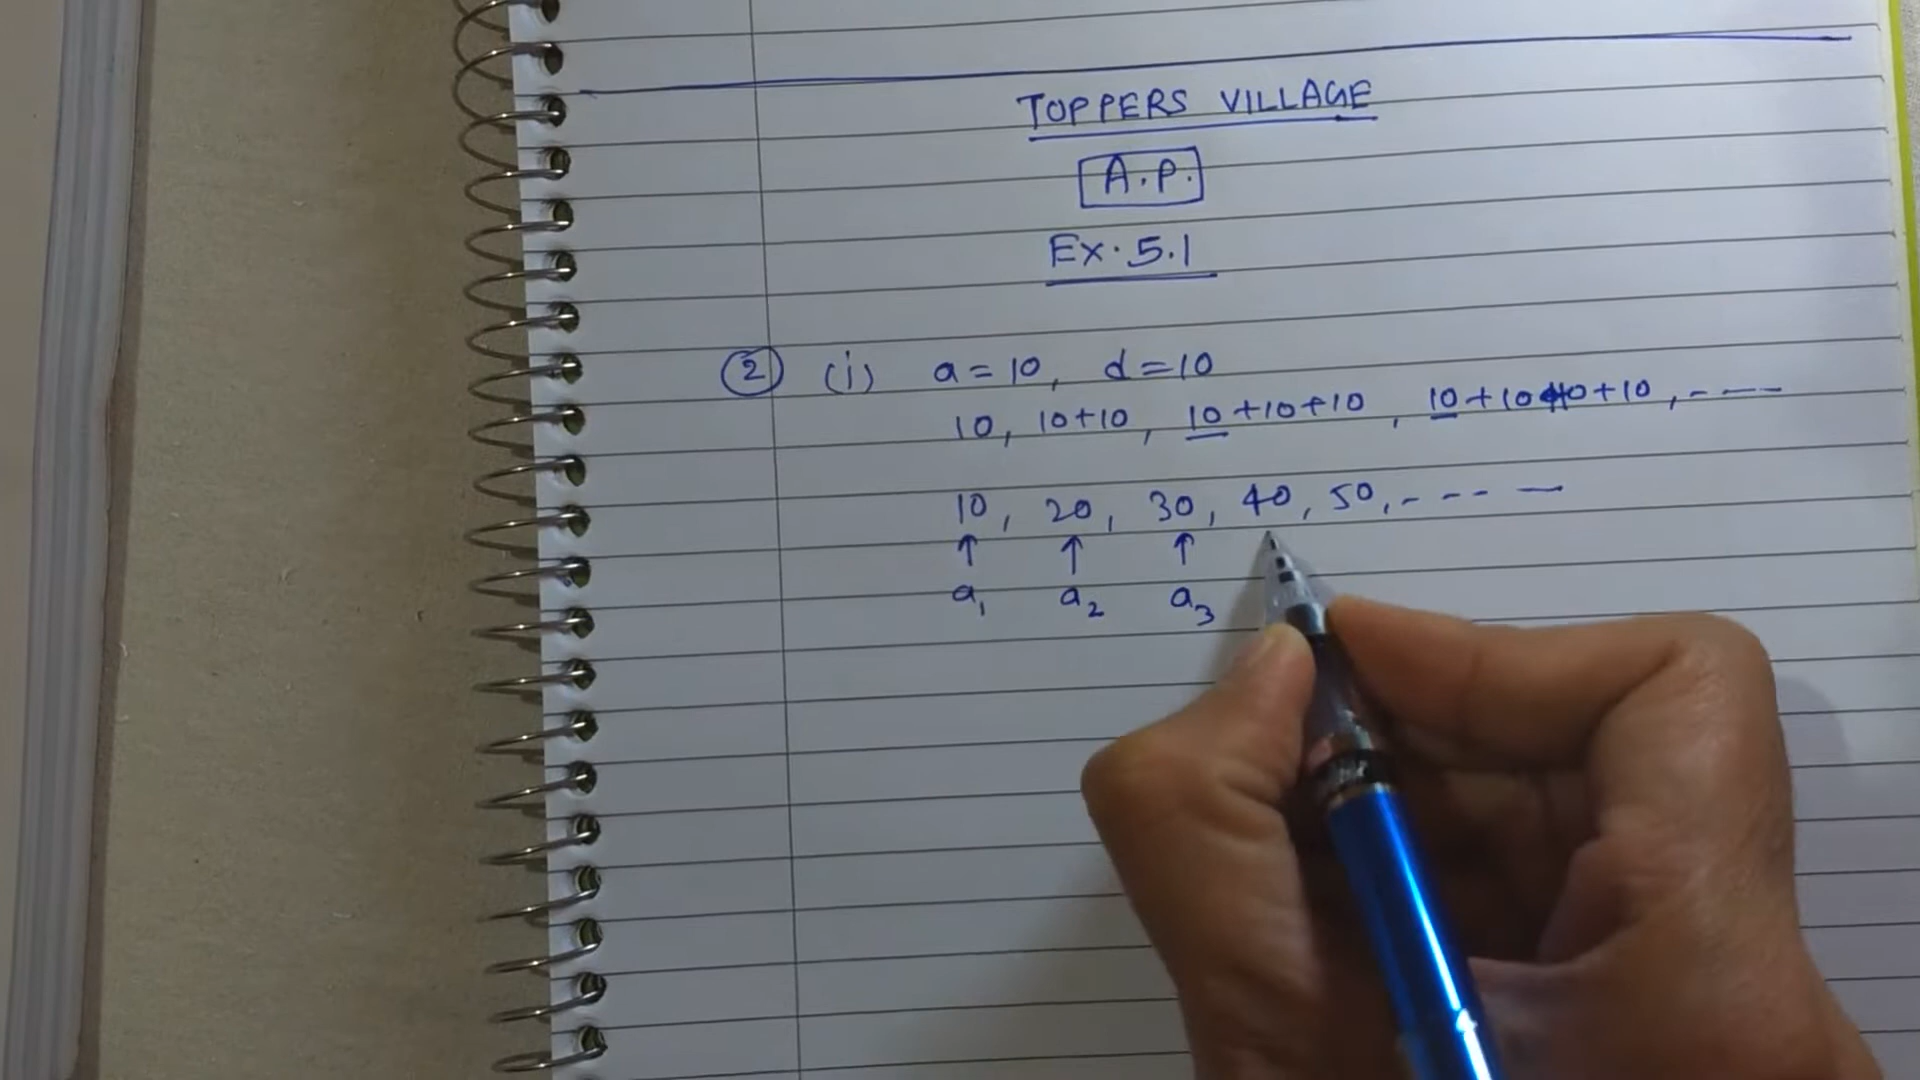 TOPPERS VILLAGE
A.P.
Ex. 5.1
② (i) a = 10, d = 10
10, 10+10, 10+10+10, 10+10+10+10, ----
10, 20, 30, 40, 50, ----
↑ ↑ ↑
a₁ a₂ a₃